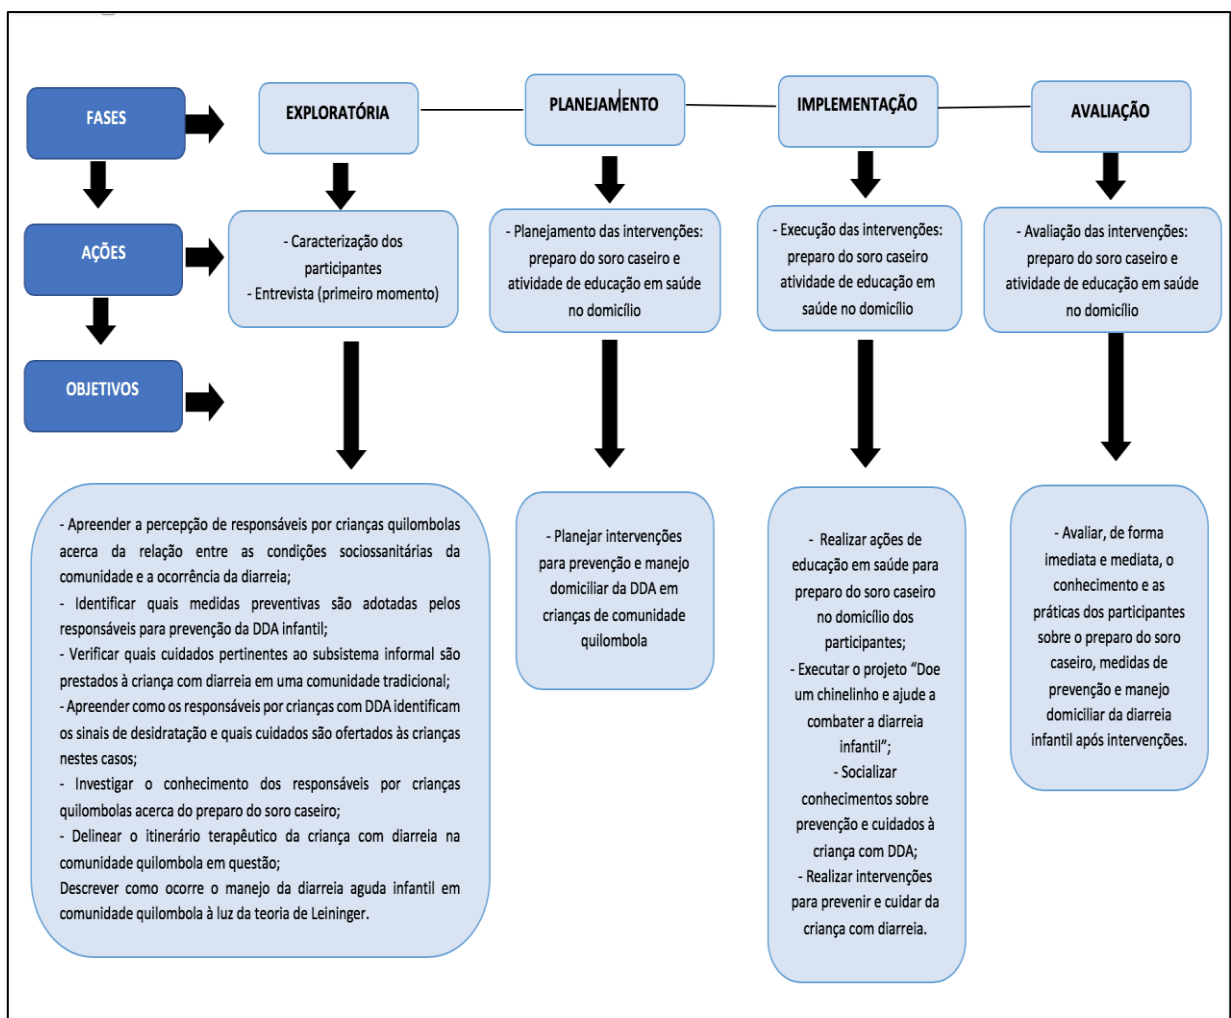 FASES
EXPLORATÓRIA
PLANEJAMENTO
IMPLEMENTAÇÃO
AVALIAÇÃO
AÇÕES
- Caracterização dos
participantes
- Entrevista (primeiro momento)
- Planejamento das intervenções:
preparo do soro caseiro e
atividade de educação em saúde
no domicílio
- Execução das intervenções:
preparo do soro caseiro
atividade de educação em
saúde no domicílio
- Avaliação das intervenções:
preparo do soro caseiro e
atividade de educação em saúde
no domicílio
OBJETIVOS
- Apreender a percepção de responsáveis por crianças quilombolas
acerca da relação entre as condições sociossanitárias da
comunidade e a ocorrência da diarreia;
- Identificar quais medidas preventivas são adotadas pelos
responsáveis para prevenção da DDA infantil;
- Verificar quais cuidados pertinentes ao subsistema informal são
prestados à criança com diarreia em uma comunidade tradicional;
- Apreender como os responsáveis por crianças com DDA identificam
os sinais de desidratação e quais cuidados são ofertados às crianças
nestes casos;
- Investigar o conhecimento dos responsáveis por crianças
quilombolas acerca do preparo do soro caseiro;
- Delinear o itinerário terapêutico da criança com diarreia na
comunidade quilombola em questão;
Descrever como ocorre o manejo da diarreia aguda infantil em
comunidade quilombola à luz da teoria de Leininger.
- Planejar intervenções
para prevenção e manejo
domiciliar da DDA em
crianças de comunidade
quilombola
- Realizar ações de
educação em saúde para
preparo do soro caseiro
no domicílio dos
participantes;
- Executar o projeto “Doe
um chinelinho e ajude a
combater a diarreia
infantil”;
- Socializar
conhecimentos sobre
prevenção e cuidados à
criança com DDA;
- Realizar intervenções
para prevenir e cuidar da
criança com diarreia.
- Avaliar, de forma
imediata e mediata, o
conhecimento e as
práticas dos participantes
sobre o preparo do soro
caseiro, medidas de
prevenção e manejo
domiciliar da diarreia
infantil após intervenções.